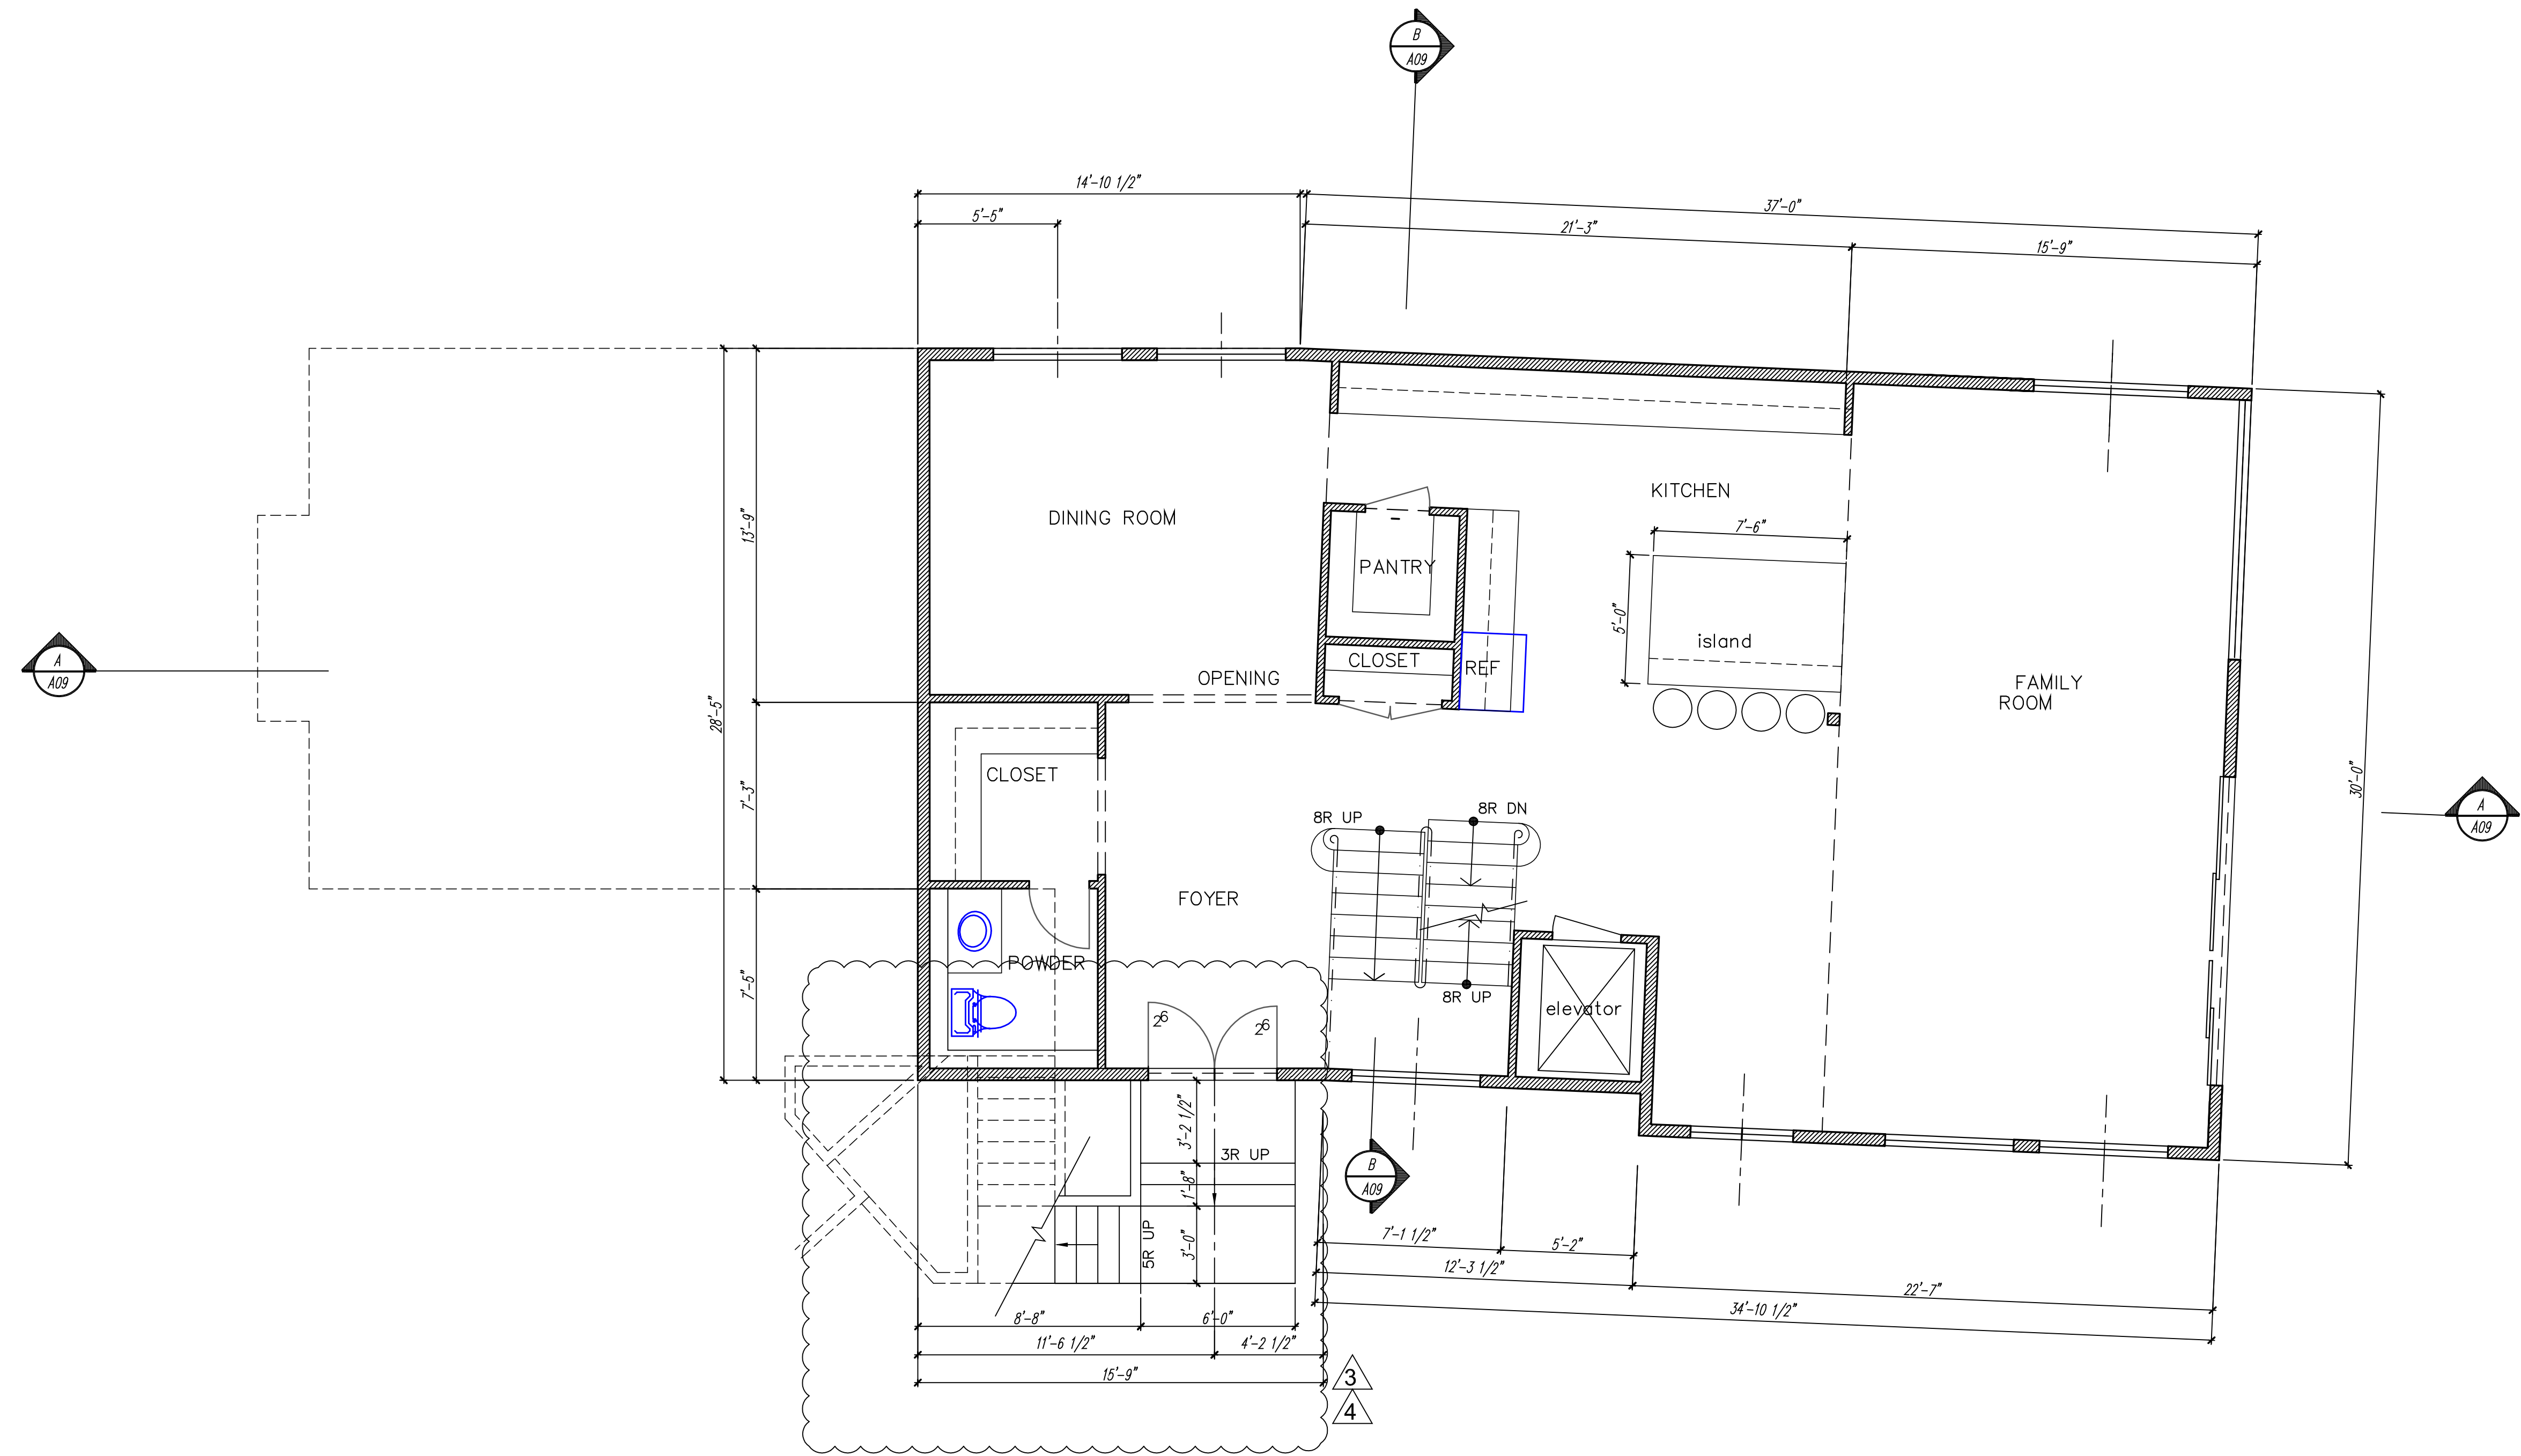 B
A09
14'-10 1/2"
37'-0"
5'-5"
21'-3"
15'-9"
KITCHEN
DINING ROOM
13'-9"
7'-6"
PANTRY
5'-0"
island
A
A09
CLOSET
REF
OPENING
FAMILY
ROOM
28'-5"
CLOSET
7'-3"
30'-0"
A
A09
8R UP
8R DN
FOYER
POWDER
7'-5"
8R UP
elevator
2⁶
2⁶
3'-2 1/2"
3R UP
B
A09
1'-8"
5R UP
3'-0"
7'-1 1/2"
5'-2"
12'-3 1/2"
22'-7"
34'-10 1/2"
8'-8"
6'-0"
11'-6 1/2"
4'-2 1/2"
15'-9"
3
4